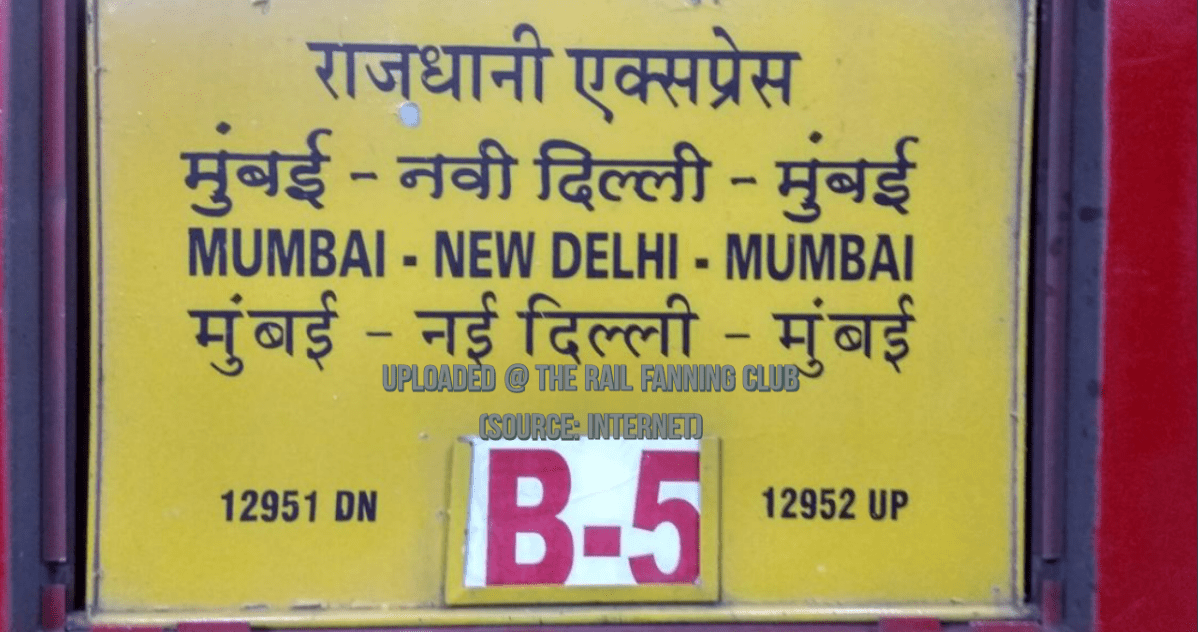 राजधानी एक्सप्रेस
मुंबई - नवी दिल्ली - मुंबई
MUMBAI - NEW DELHI - MUMBAI
मुंबई - नई दिल्ली - मुंबई
UPLOADED @ THE RAIL FANNING CLUB
(SOURCE: INTERNET)
12951 DN B-5 12952 UP